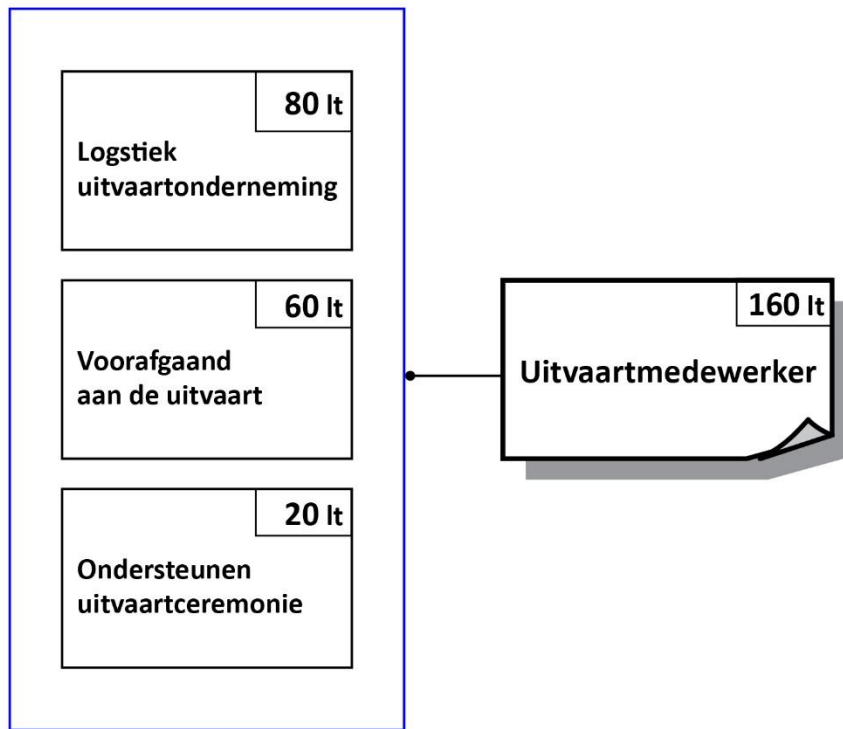 80 lt
Logstiek
uitvaartonderneming
60 lt
Voorafgaand
aan de uitvaart
20 lt
Ondersteunen
uitvaartceremonie
160 lt
Uitvaartmedewerker